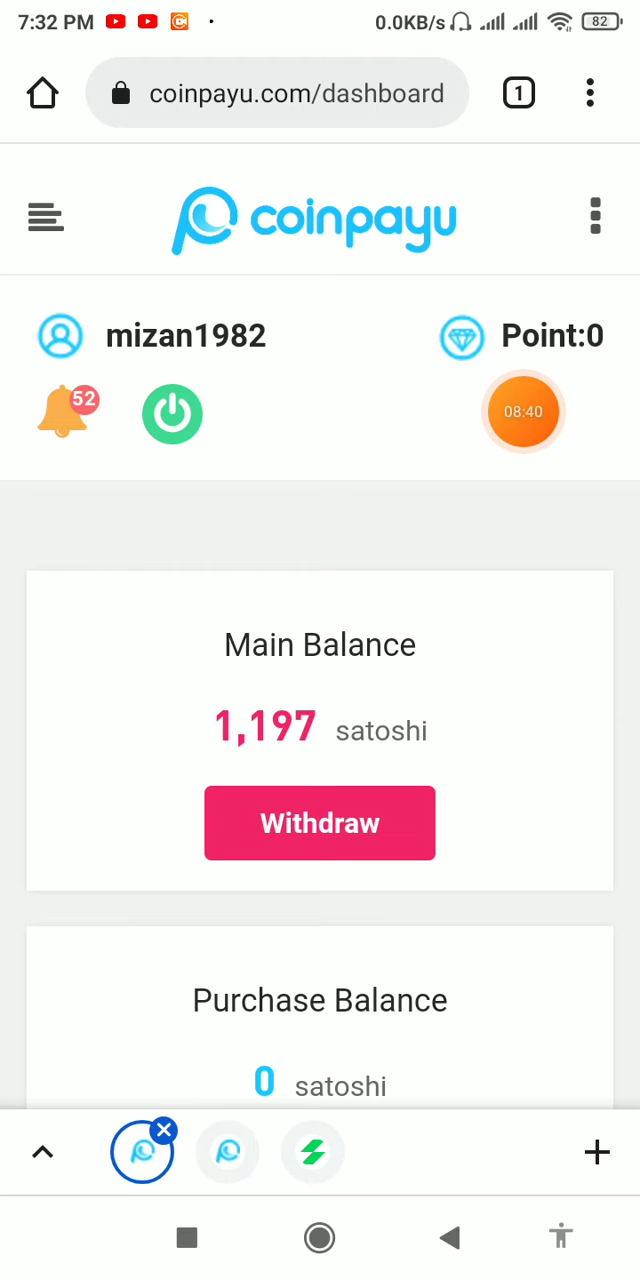 7:32 PM 0.0KB/s 82
coinpayu.com/dashboard 1
coinpayu
mizan1982 Point:0
52 08:40
Main Balance
1,197 satoshi
Withdraw
Purchase Balance
0 satoshi